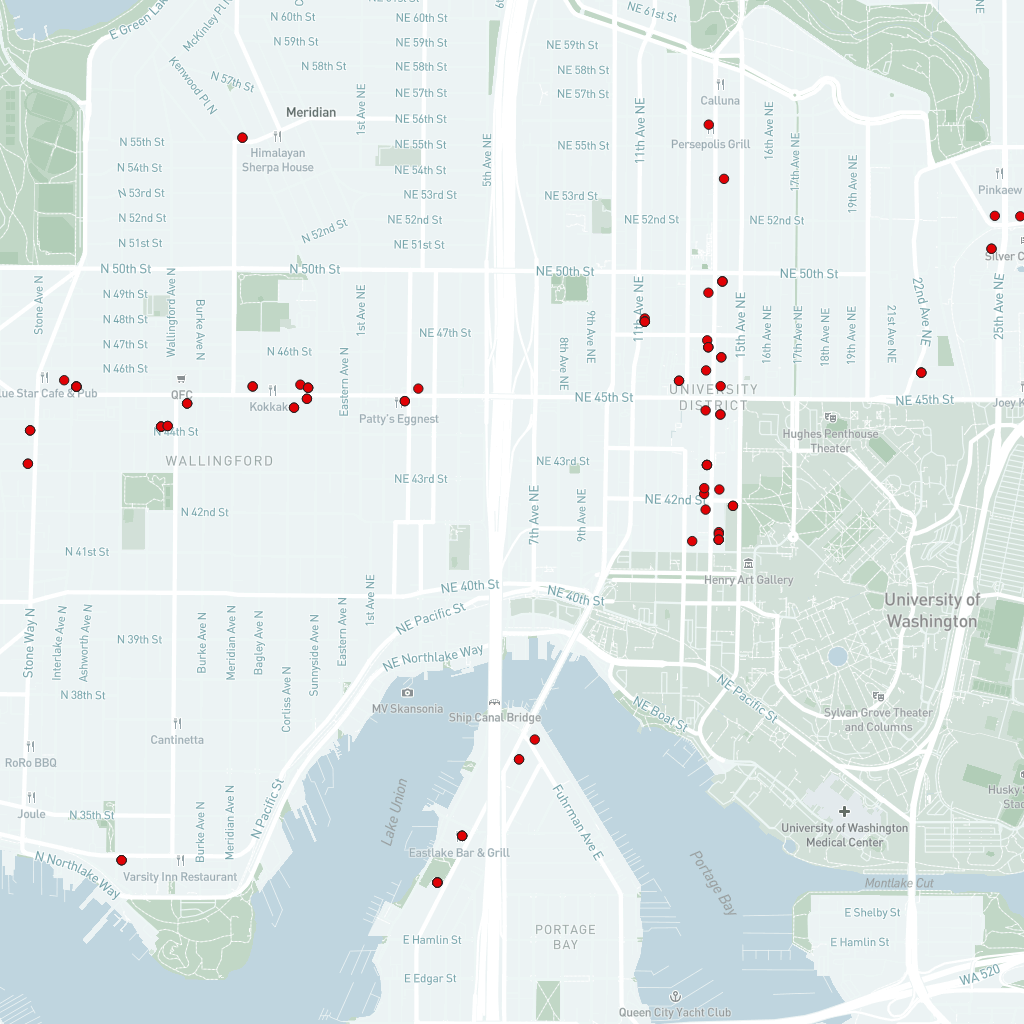 E Green Lake
McKinley Pl N
N 60th St
N 59th St
N 58th St
N 57th St
Kenwood Pl N
NE 60th St
NE 59th St
NE 58th St
NE 57th St
NE 56th St
NE 55th St
NE 54th St
NE 53rd St
NE 52nd St
NE 51st St
Meridian
Himalayan
Sherpa House
1st Ave NE
5th Ave NE
N 55th St
N 54th St
N 53rd St
N 52nd St
N 51st St
N 52nd St
N 50th St
N 50th St
NE 61st St
NE 59th St
NE 58th St
NE 57th St
NE 55th St
NE 53rd St
NE 52nd St
NE 52nd St
11th Ave NE
Calluna
Persepolis Grill
16th Ave NE
17th Ave NE
19th Ave NE
Pinkaew
NE
NE 50th St
NE 50th St
Silver C
Stone Ave N
N 49th St
N 48th St
N 47th St
N 46th St
Wallingford Ave N
Burke Ave N
N 46th St
1st Ave NE
Eastern Ave N
NE 47th St
8th Ave NE
9th Ave NE
11th Ave NE
15th Ave NE
16th Ave NE
17th Ave NE
18th Ave NE
19th Ave NE
21st Ave NE
22nd Ave NE
25th Ave NE
lue Star Cafe & Pub
QFC
Patty's Eggnest
NE 45th St
UNIVERSITY
DISTRICT
NE 45th St
Joey K
Hughes Penthouse
Theater
N 44th St
WALLINGFORD
NE 43rd St
NE 43rd St
N 42nd St
NE 42nd St
7th Ave NE
9th Ave NE
N 41st St
NE 40th St
NE 40th St
Henry Art Gallery
University of
Washington
1st Ave NE
NE Pacific St
NE Northlake Way
Stone Way N
Interlake Ave N
Ashworth Ave N
N 39th St
Burke Ave N
Meridian Ave N
Bagley Ave N
Corliss Ave N
Sunnyside Ave N
Eastern Ave N
N 38th St
MV Skansonia
Ship Canal Bridge
NE Boat St
NE Pacific St
Sylvan Grove Theater
and Columns
Cantinetta
RoRo BBQ
Joule
N 35th St
Burke Ave N
Meridian Ave N
N Pacific St
Lake Union
Fuhrman Ave E
Husky
Sta
University of Washington
Medical Center
Eastlake Bar & Grill
N Northlake Way
Varsity Inn Restaurant
Portage Bay
Montlake Cut
E Shelby St
E Hamlin St
E Hamlin St
PORTAGE
BAY
E Edgar St
WA 520
Queen City Yacht Club